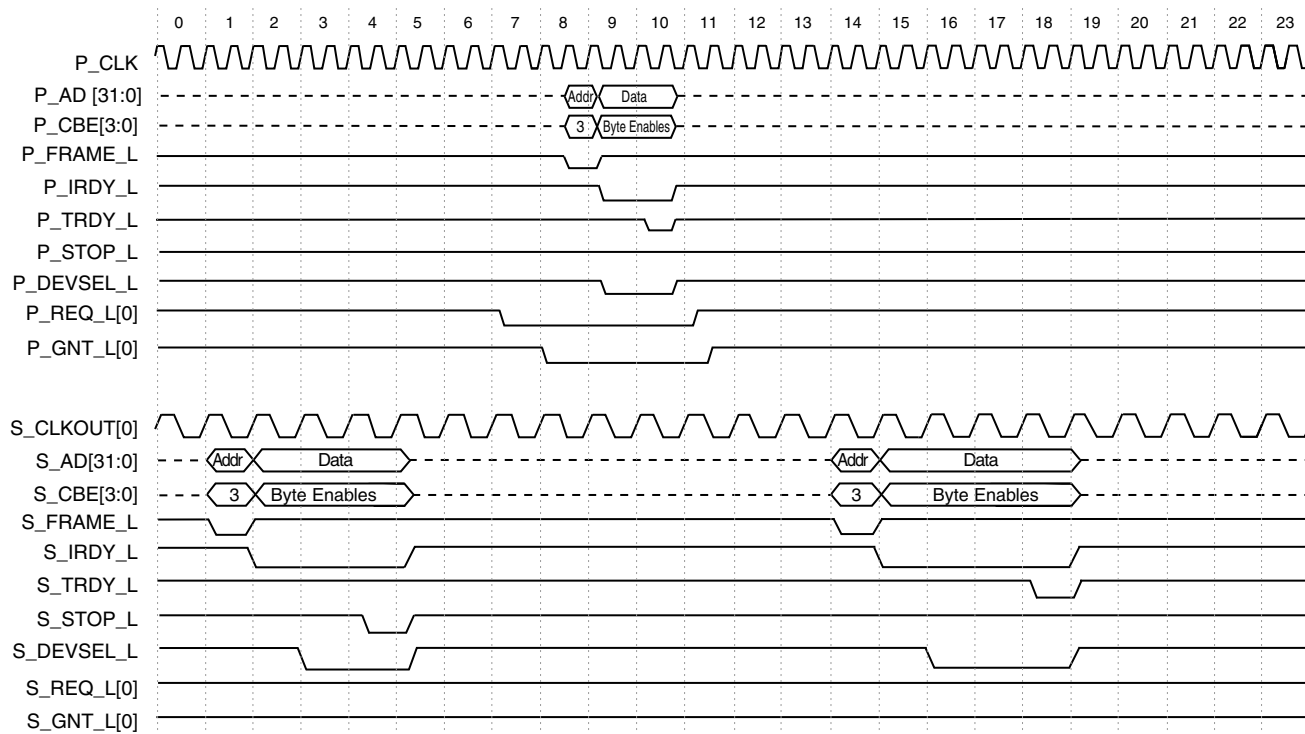 0 1 2 3 4 5 6 7 8 9 10 11 12 13 14 15 16 17 18 19 20 21 22 23
P_CLK
P_AD [31:0] Addr Data
P_CBE[3:0] 3 Byte Enables
P_FRAME_L
P_IRDY_L
P_TRDY_L
P_STOP_L
P_DEVSEL_L
P_REQ_L[0]
P_GNT_L[0]
S_CLKOUT[0]
S_AD[31:0] Addr Data Addr Data
S_CBE[3:0] 3 Byte Enables 3 Byte Enables
S_FRAME_L
S_IRDY_L
S_TRDY_L
S_STOP_L
S_DEVSEL_L
S_REQ_L[0]
S_GNT_L[0]